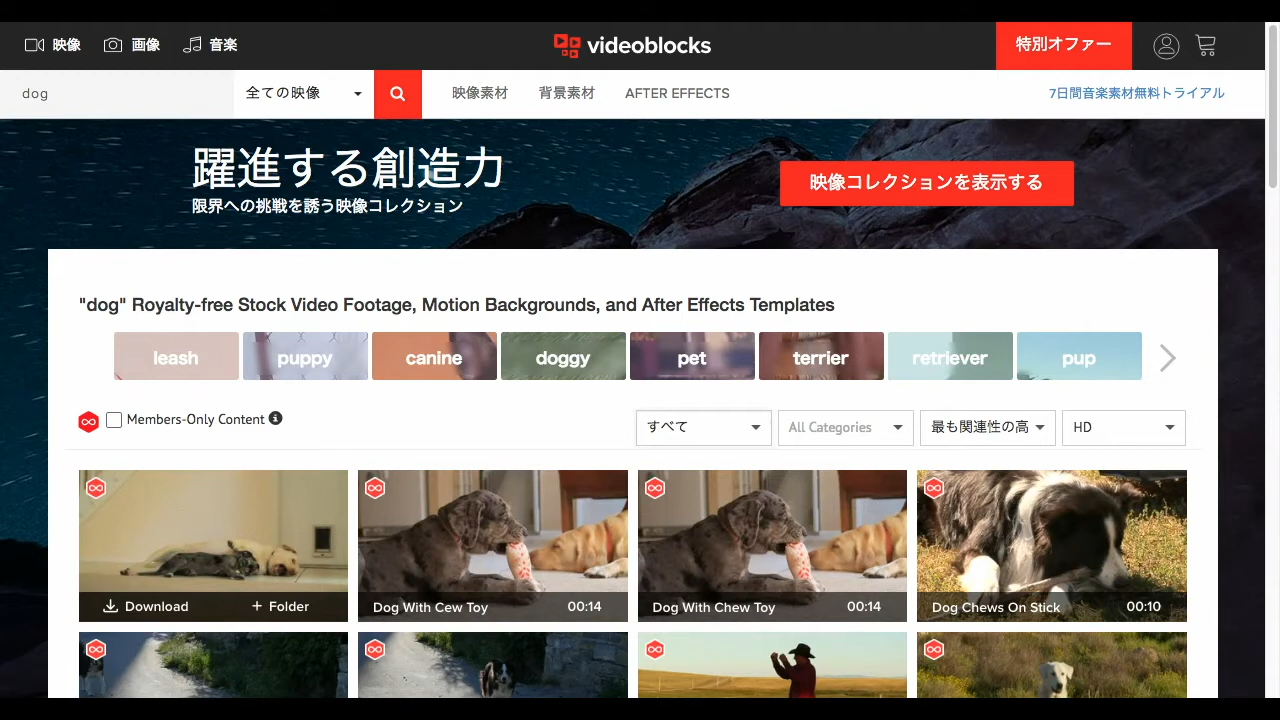 映像 画像 音楽 videoblocks 特別オファー
dog 全ての映像 映像素材 背景素材 AFTER EFFECTS 7日間音楽素材無料トライアル
躍進する創造力
限界への挑戦を誘う映像コレクション
映像コレクションを表示する
"dog" Royalty-free Stock Video Footage, Motion Backgrounds, and After Effects Templates
leash puppy canine doggy pet terrier retriever pup
Members-Only Content すべて All Categories 最も関連性の高 HD
Download + Folder Dog With Cew Toy 00:14 Dog With Chew Toy 00:14 Dog Chews On Stick 00:10